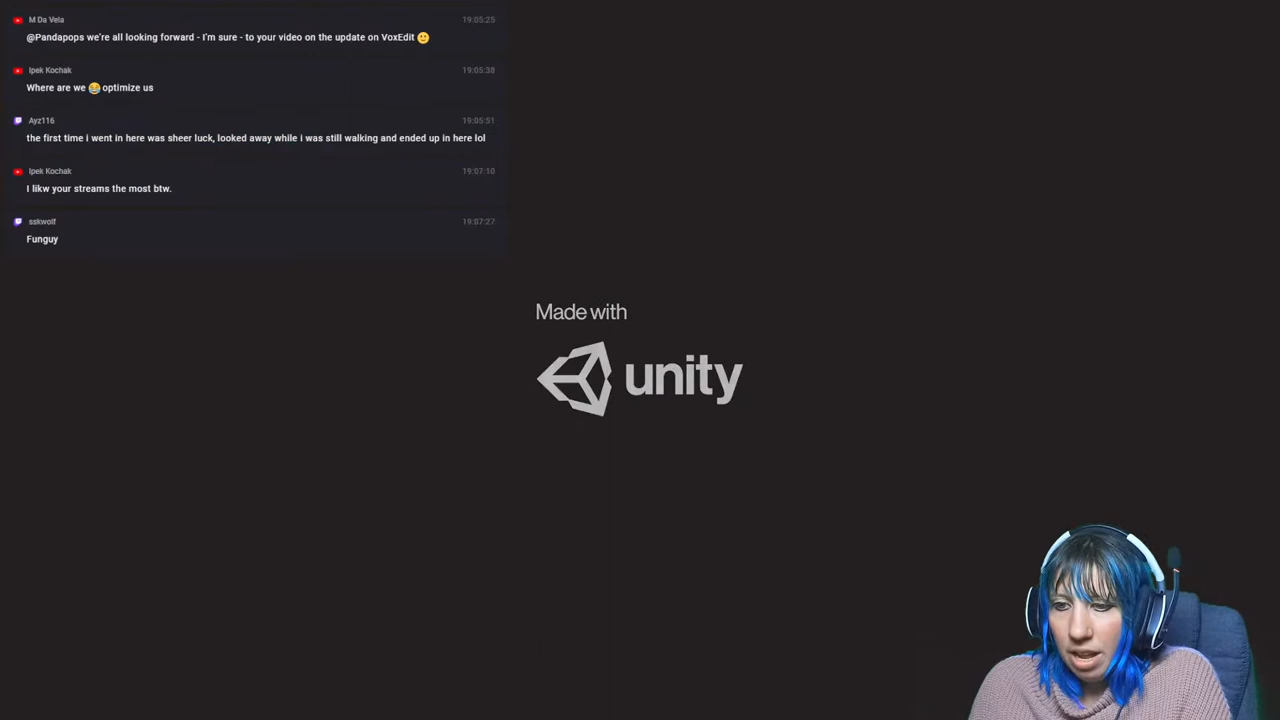 M Da Vela 19:05:25
@Pandapops we're all looking forward - I'm sure - to your video on the update on VoxEdit 🙂
Ipek Kochak 19:05:38
Where are we 😂 optimize us
Ayz116 19:05:51
the first time i went in here was sheer luck, looked away while i was still walking and ended up in here lol
Ipek Kochak 19:07:10
I likw your streams the most btw.
sskwolf 19:07:27
Funguy
Made with
unity